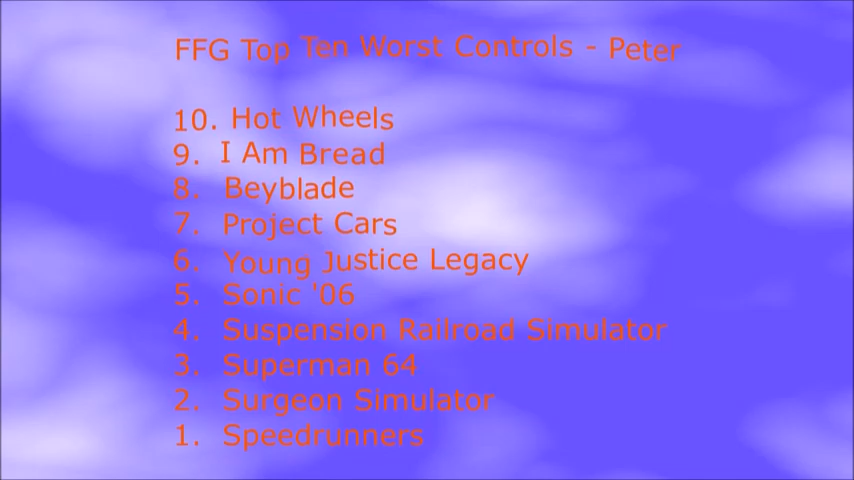 FFG Top Ten Worst Controls - Peter
10. Hot Wheels
9. I Am Bread
8. Beyblade
7. Project Cars
6. Young Justice Legacy
5. Sonic '06
4. Suspension Railroad Simulator
3. Superman 64
2. Surgeon Simulator
1. Speedrunners